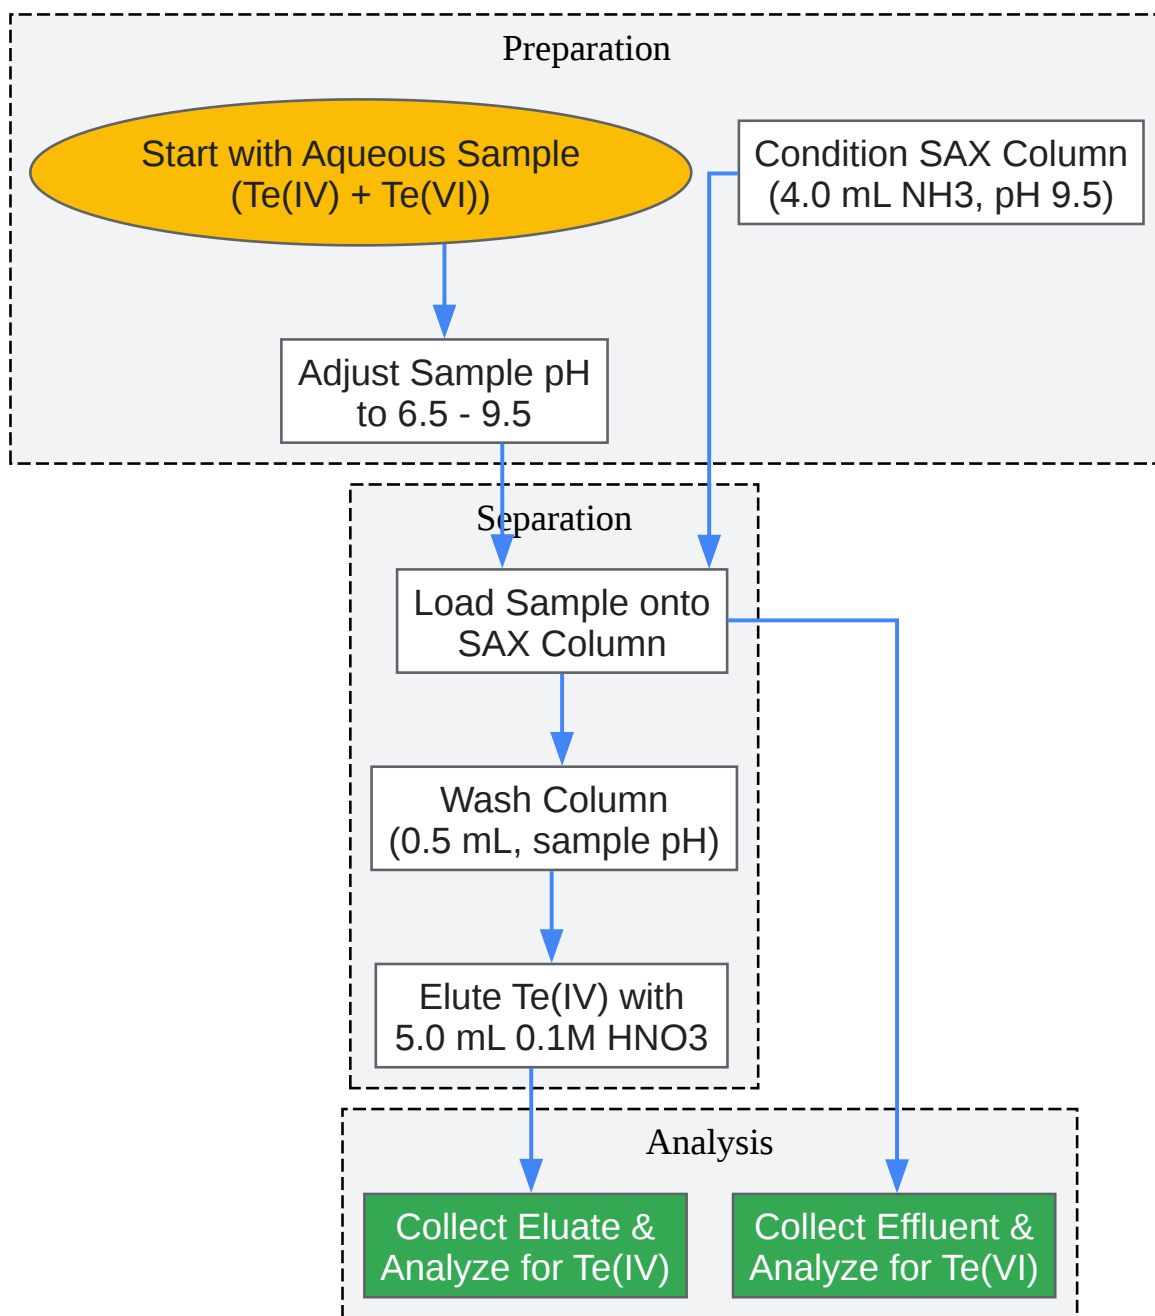 Preparation
Start with Aqueous Sample
(Te(IV) + Te(VI))
Condition SAX Column
(4.0 mL NH3, pH 9.5)
Adjust Sample pH
to 6.5 - 9.5
Separation
Load Sample onto
SAX Column
Wash Column
(0.5 mL, sample pH)
Elute Te(IV) with
5.0 mL 0.1M HNO3
Analysis
Collect Eluate &
Analyze for Te(IV)
Collect Effluent &
Analyze for Te(VI)